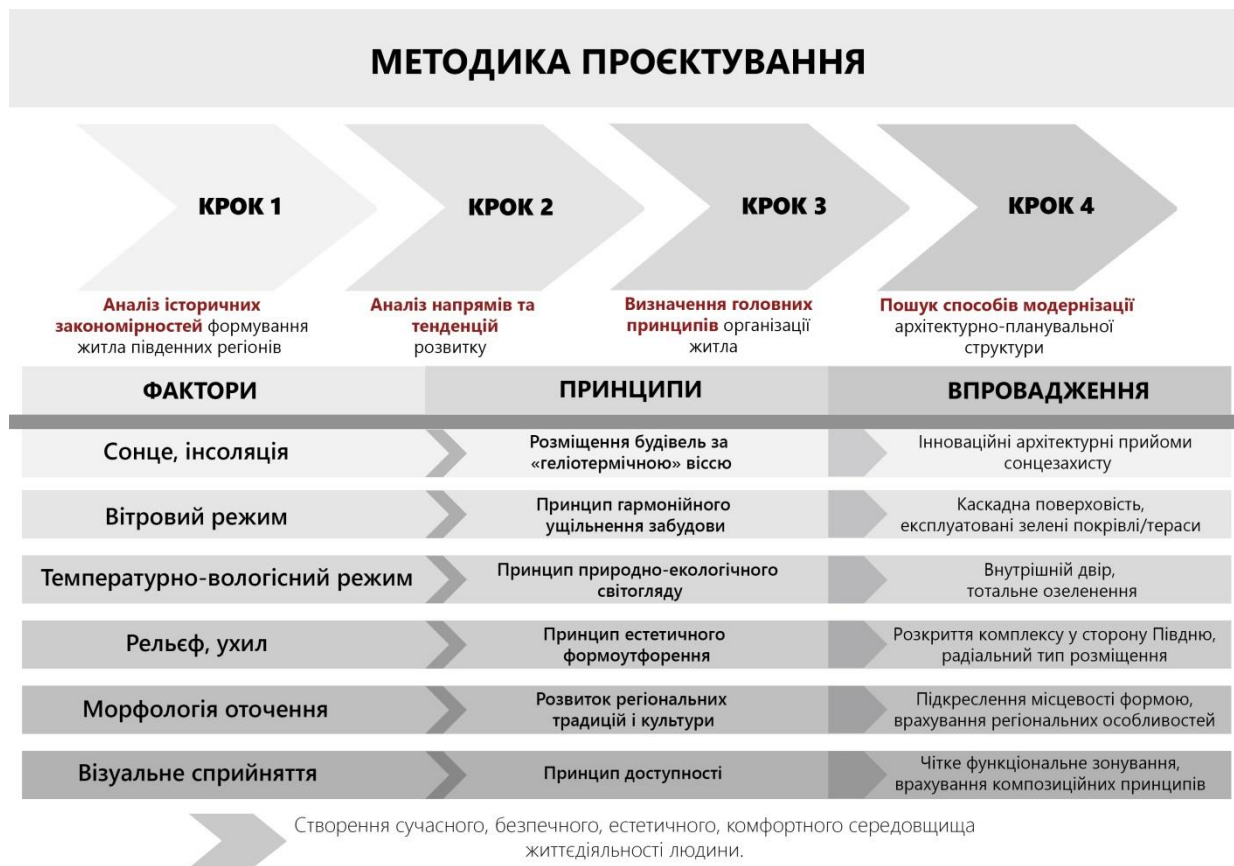 МЕТОДИКА ПРОЄКТУВАННЯ
КРОК 1
КРОК 2
КРОК 3
КРОК 4
Аналіз історичних
закономірностей формування
житла південних регіонів
Аналіз напрямів та
тенденцій
розвитку
Визначення головних
принципів організації
житла
Пошук способів модернізації
архітектурно-планувальної
структури
ФАКТОРИ
ПРИНЦИПИ
ВПРОВАДЖЕННЯ
Сонце, інсоляція
Розміщення будівель за
«геліотермічною» віссю
Інноваційні архітектурні прийоми
сонцезахисту
Вітровий режим
Принцип гармонійного
ущільнення забудови
Каскадна поверховість,
експлуатовані зелені покрівлі/тераси
Температурно-вологісний режим
Принцип природно-екологічного
світогляду
Внутрішній двір,
тотальне озеленення
Рельєф, ухил
Принцип естетичного
формоутфорення
Розкриття комплексу у сторону Півдню,
радіальний тип розміщення
Морфологія оточення
Розвиток регіональних
традицій і культури
Підкреслення місцевості формою,
врахування регіональних особливостей
Візуальне сприйняття
Принцип доступності
Чітке функціональне зонування,
врахування композиційних принципів
Створення сучасного, безпечного, естетичного, комфортного середовщища
життєдіяльності людини.